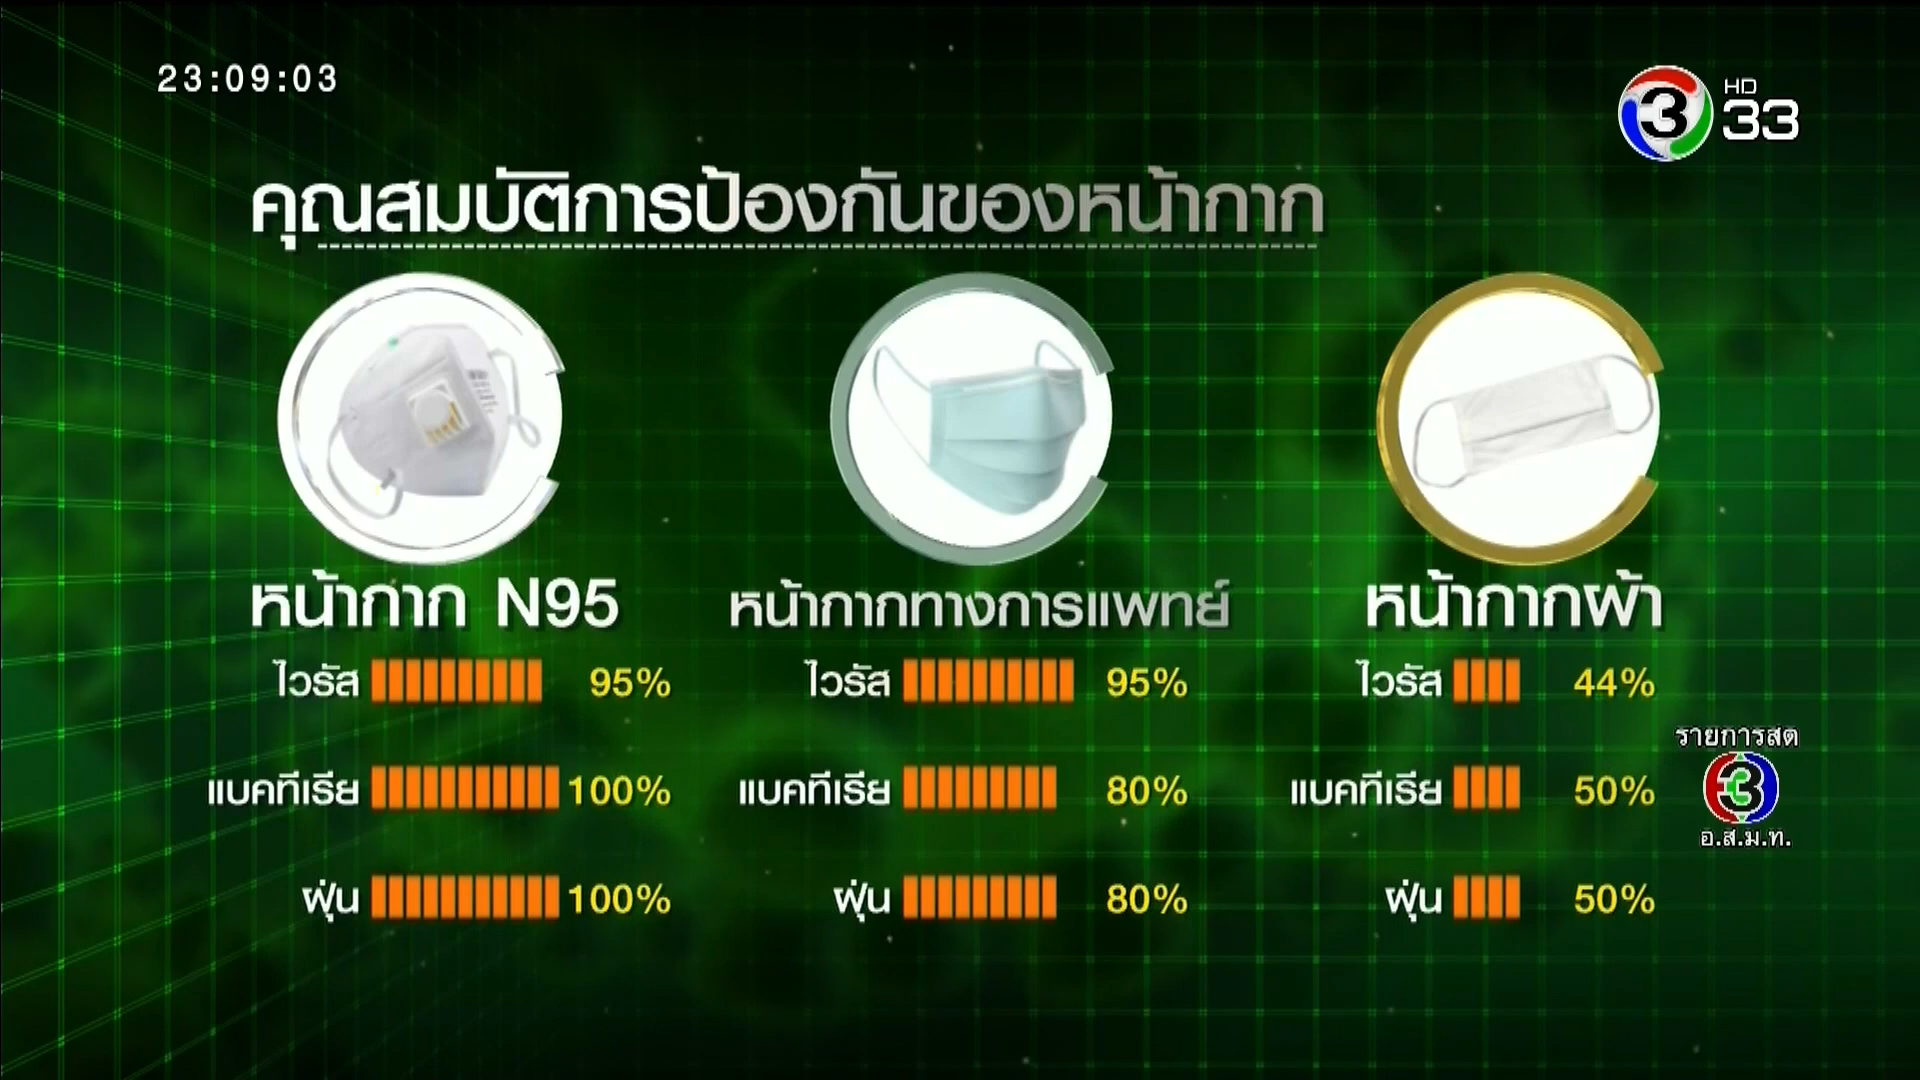 23:09:03
3 HD 33
คุณสมบัติการป้องกันของหน้ากาก
หน้ากาก N95
หน้ากากทางการแพทย์
หน้ากากผ้า
ไวรัส 95%
ไวรัส 95%
ไวรัส 44%
แบคทีเรีย 100%
แบคทีเรีย 80%
แบคทีเรีย 50%
ฝุ่น 100%
ฝุ่น 80%
ฝุ่น 50%
รายการสด
3
อ.ส.ม.ท.